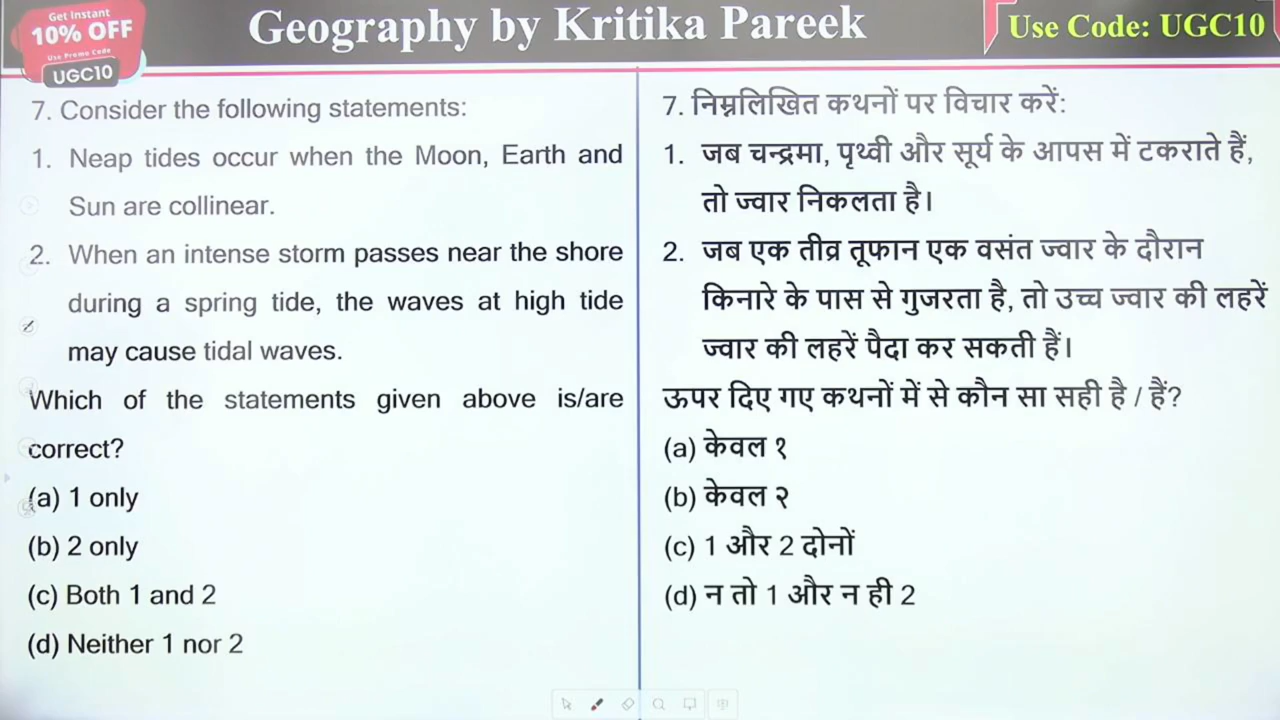 Get Instant
10% OFF
Use Promo Code
UGC10
Geography by Kritika Pareek
Use Code: UGC10
7. Consider the following statements:
1. Neap tides occur when the Moon, Earth and
Sun are collinear.
2. When an intense storm passes near the shore
during a spring tide, the waves at high tide
may cause tidal waves.
Which of the statements given above is/are
correct?
(a) 1 only
(b) 2 only
(c) Both 1 and 2
(d) Neither 1 nor 2
7. निम्नलिखित कथनों पर विचार करें:
1. जब चन्द्रमा, पृथ्वी और सूर्य के आपस में टकराते हैं,
तो ज्वार निकलता है।
2. जब एक तीव्र तूफान एक वसंत ज्वार के दौरान
किनारे के पास से गुजरता है, तो उच्च ज्वार की लहरें
ज्वार की लहरें पैदा कर सकती हैं।
ऊपर दिए गए कथनों में से कौन सा सही है / हैं?
(a) केवल १
(b) केवल २
(c) 1 और 2 दोनों
(d) न तो 1 और न ही 2